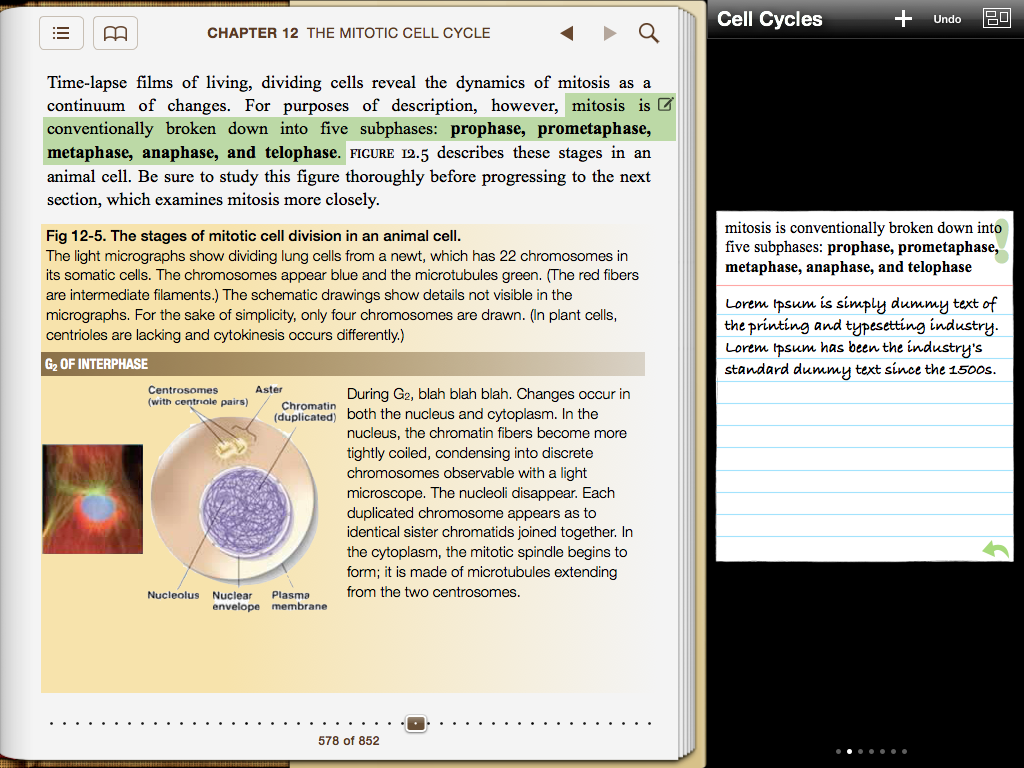 CHAPTER 12 THE MITOTIC CELL CYCLE
Time-lapse films of living, dividing cells reveal the dynamics of mitosis as a
continuum of changes. For purposes of description, however, mitosis is
conventionally broken down into five subphases: prophase, prometaphase,
metaphase, anaphase, and telophase. FIGURE 12.5 describes these stages in an
animal cell. Be sure to study this figure thoroughly before progressing to the next
section, which examines mitosis more closely.
Fig 12-5. The stages of mitotic cell division in an animal cell.
The light micrographs show dividing lung cells from a newt, which has 22 chromosomes in
its somatic cells. The chromosomes appear blue and the microtubules green. (The red fibers
are intermediate filaments.) The schematic drawings show details not visible in the
micrographs. For the sake of simplicity, only four chromosomes are drawn. (In plant cells,
centrioles are lacking and cytokinesis occurs differently.)
G₂ OF INTERPHASE
Centrosomes
(with centriole pairs)
Aster
Chromatin
(duplicated)
Nucleolus
Nuclear
envelope
Plasma
membrane
During G₂, blah blah blah. Changes occur in
both the nucleus and cytoplasm. In the
nucleus, the chromatin fibers become more
tightly coiled, condensing into discrete
chromosomes observable with a light
microscope. The nucleoli disappear. Each
duplicated chromosome appears as to
identical sister chromatids joined together. In
the cytoplasm, the mitotic spindle begins to
form; it is made of microtubules extending
from the two centrosomes.
578 of 852
Cell Cycles
+ Undo
mitosis is conventionally broken down into
five subphases: prophase, prometaphase,
metaphase, anaphase, and telophase
!
Lorem Ipsum is simply dummy text of
the printing and typesetting industry.
Lorem Ipsum has been the industry's
standard dummy text since the 1500s.